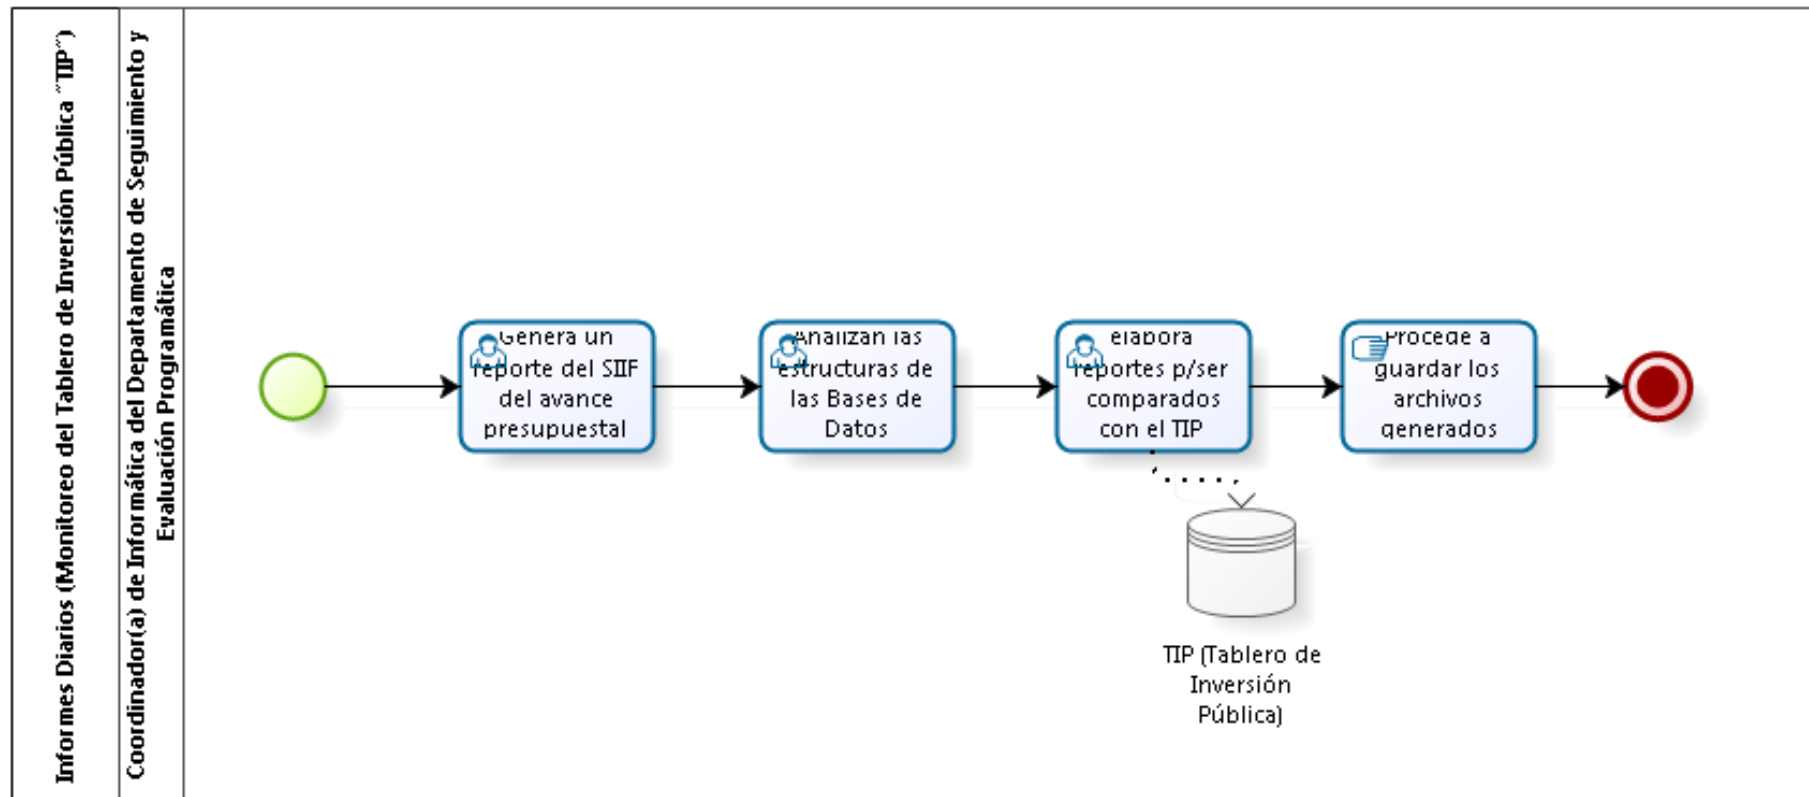 Informes Diarios (Monitoreo del Tablero de Inversión Pública ˝TIP˝)
Coordinador(a) de Informática del Departamento de Seguimiento y
Evaluación Programática
Genera un
reporte del SIIF
del avance
presupuestal
Analizan las
estructuras de
las Bases de
Datos
elabora
reportes p/ser
comparados
con el TIP
Procede a
guardar los
archivos
generados
TIP (Tablero de
Inversión
Pública)